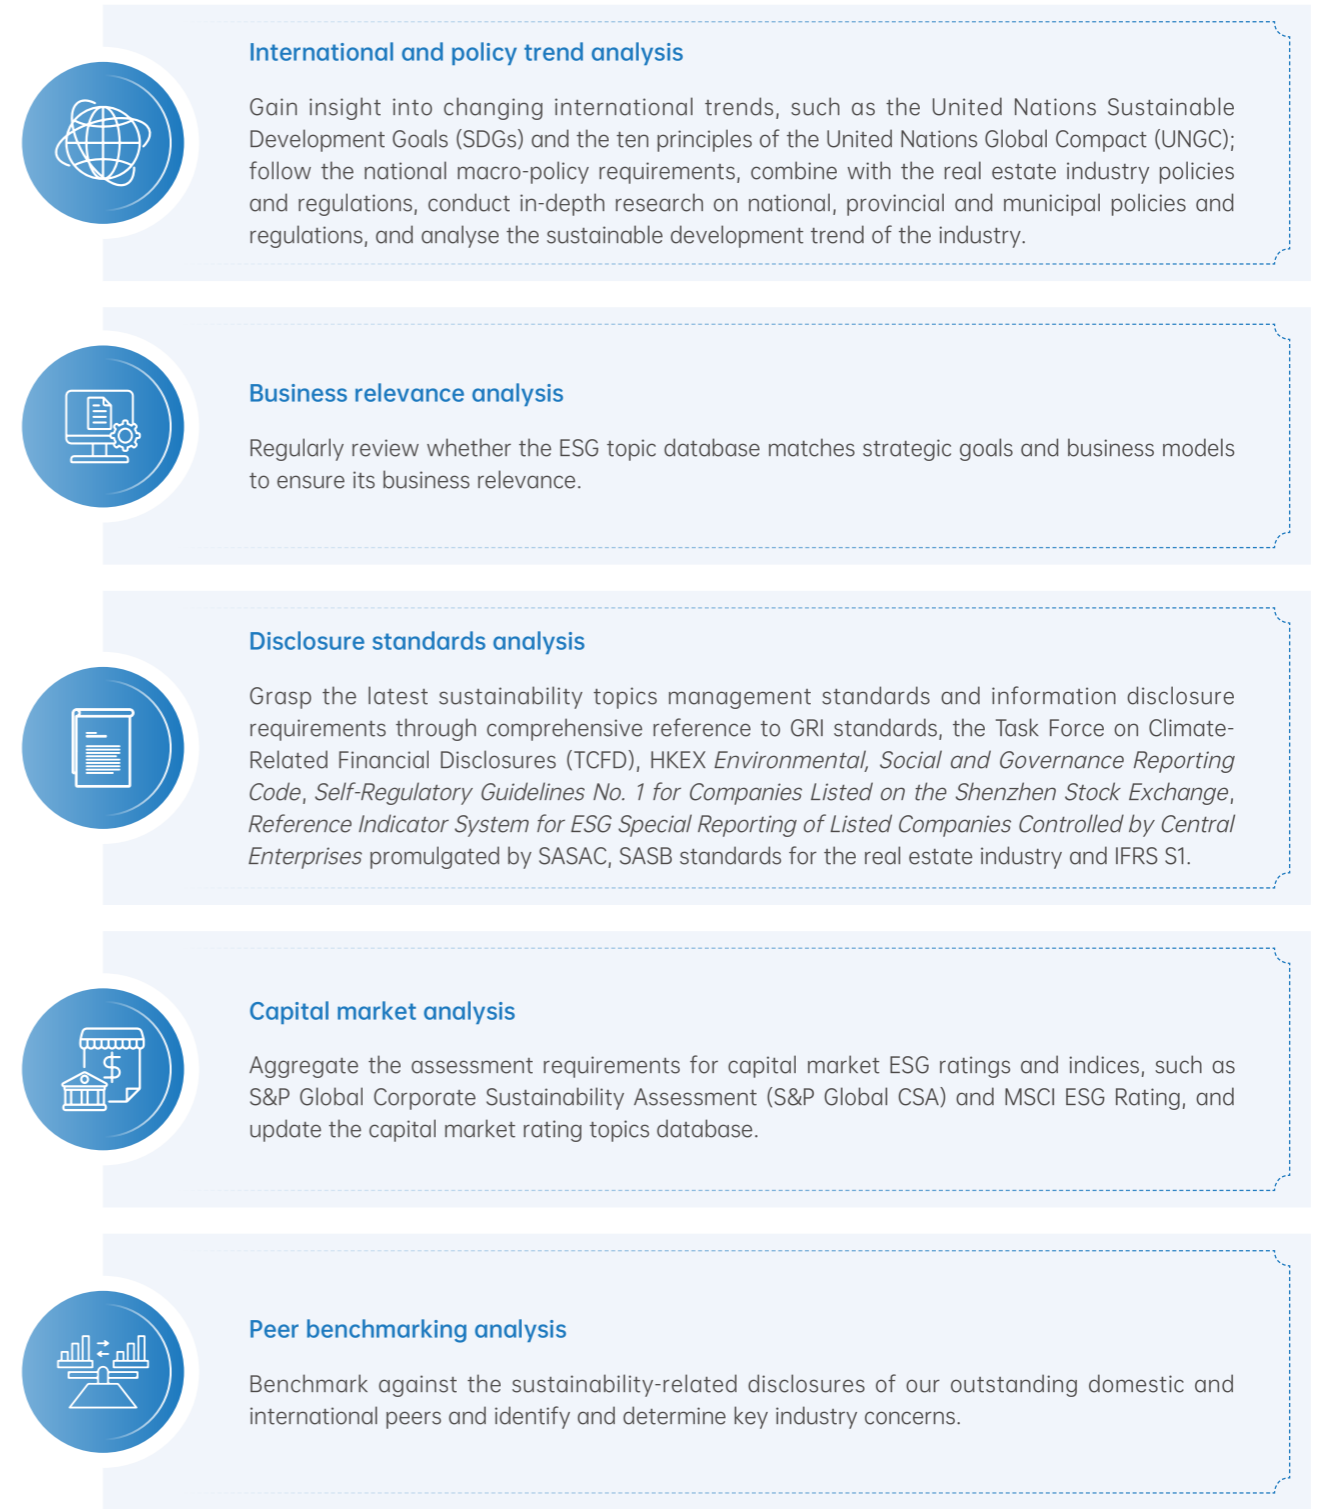 International and policy trend analysis
Gain insight into changing international trends, such as the United Nations Sustainable
Development Goals (SDGs) and the ten principles of the United Nations Global Compact (UNGC);
follow the national macro-policy requirements, combine with the real estate industry policies
and regulations, conduct in-depth research on national, provincial and municipal policies and
regulations, and analyse the sustainable development trend of the industry.
Business relevance analysis
Regularly review whether the ESG topic database matches strategic goals and business models
to ensure its business relevance.
Disclosure standards analysis
Grasp the latest sustainability topics management standards and information disclosure
requirements through comprehensive reference to GRI standards, the Task Force on Climate-
Related Financial Disclosures (TCFD), HKEX Environmental, Social and Governance Reporting
Code, Self-Regulatory Guidelines No. 1 for Companies Listed on the Shenzhen Stock Exchange,
Reference Indicator System for ESG Special Reporting of Listed Companies Controlled by Central
Enterprises promulgated by SASAC, SASB standards for the real estate industry and IFRS S1.
Capital market analysis
Aggregate the assessment requirements for capital market ESG ratings and indices, such as
S&P Global Corporate Sustainability Assessment (S&P Global CSA) and MSCI ESG Rating, and
update the capital market rating topics database.
Peer benchmarking analysis
Benchmark against the sustainability-related disclosures of our outstanding domestic and
international peers and identify and determine key industry concerns.